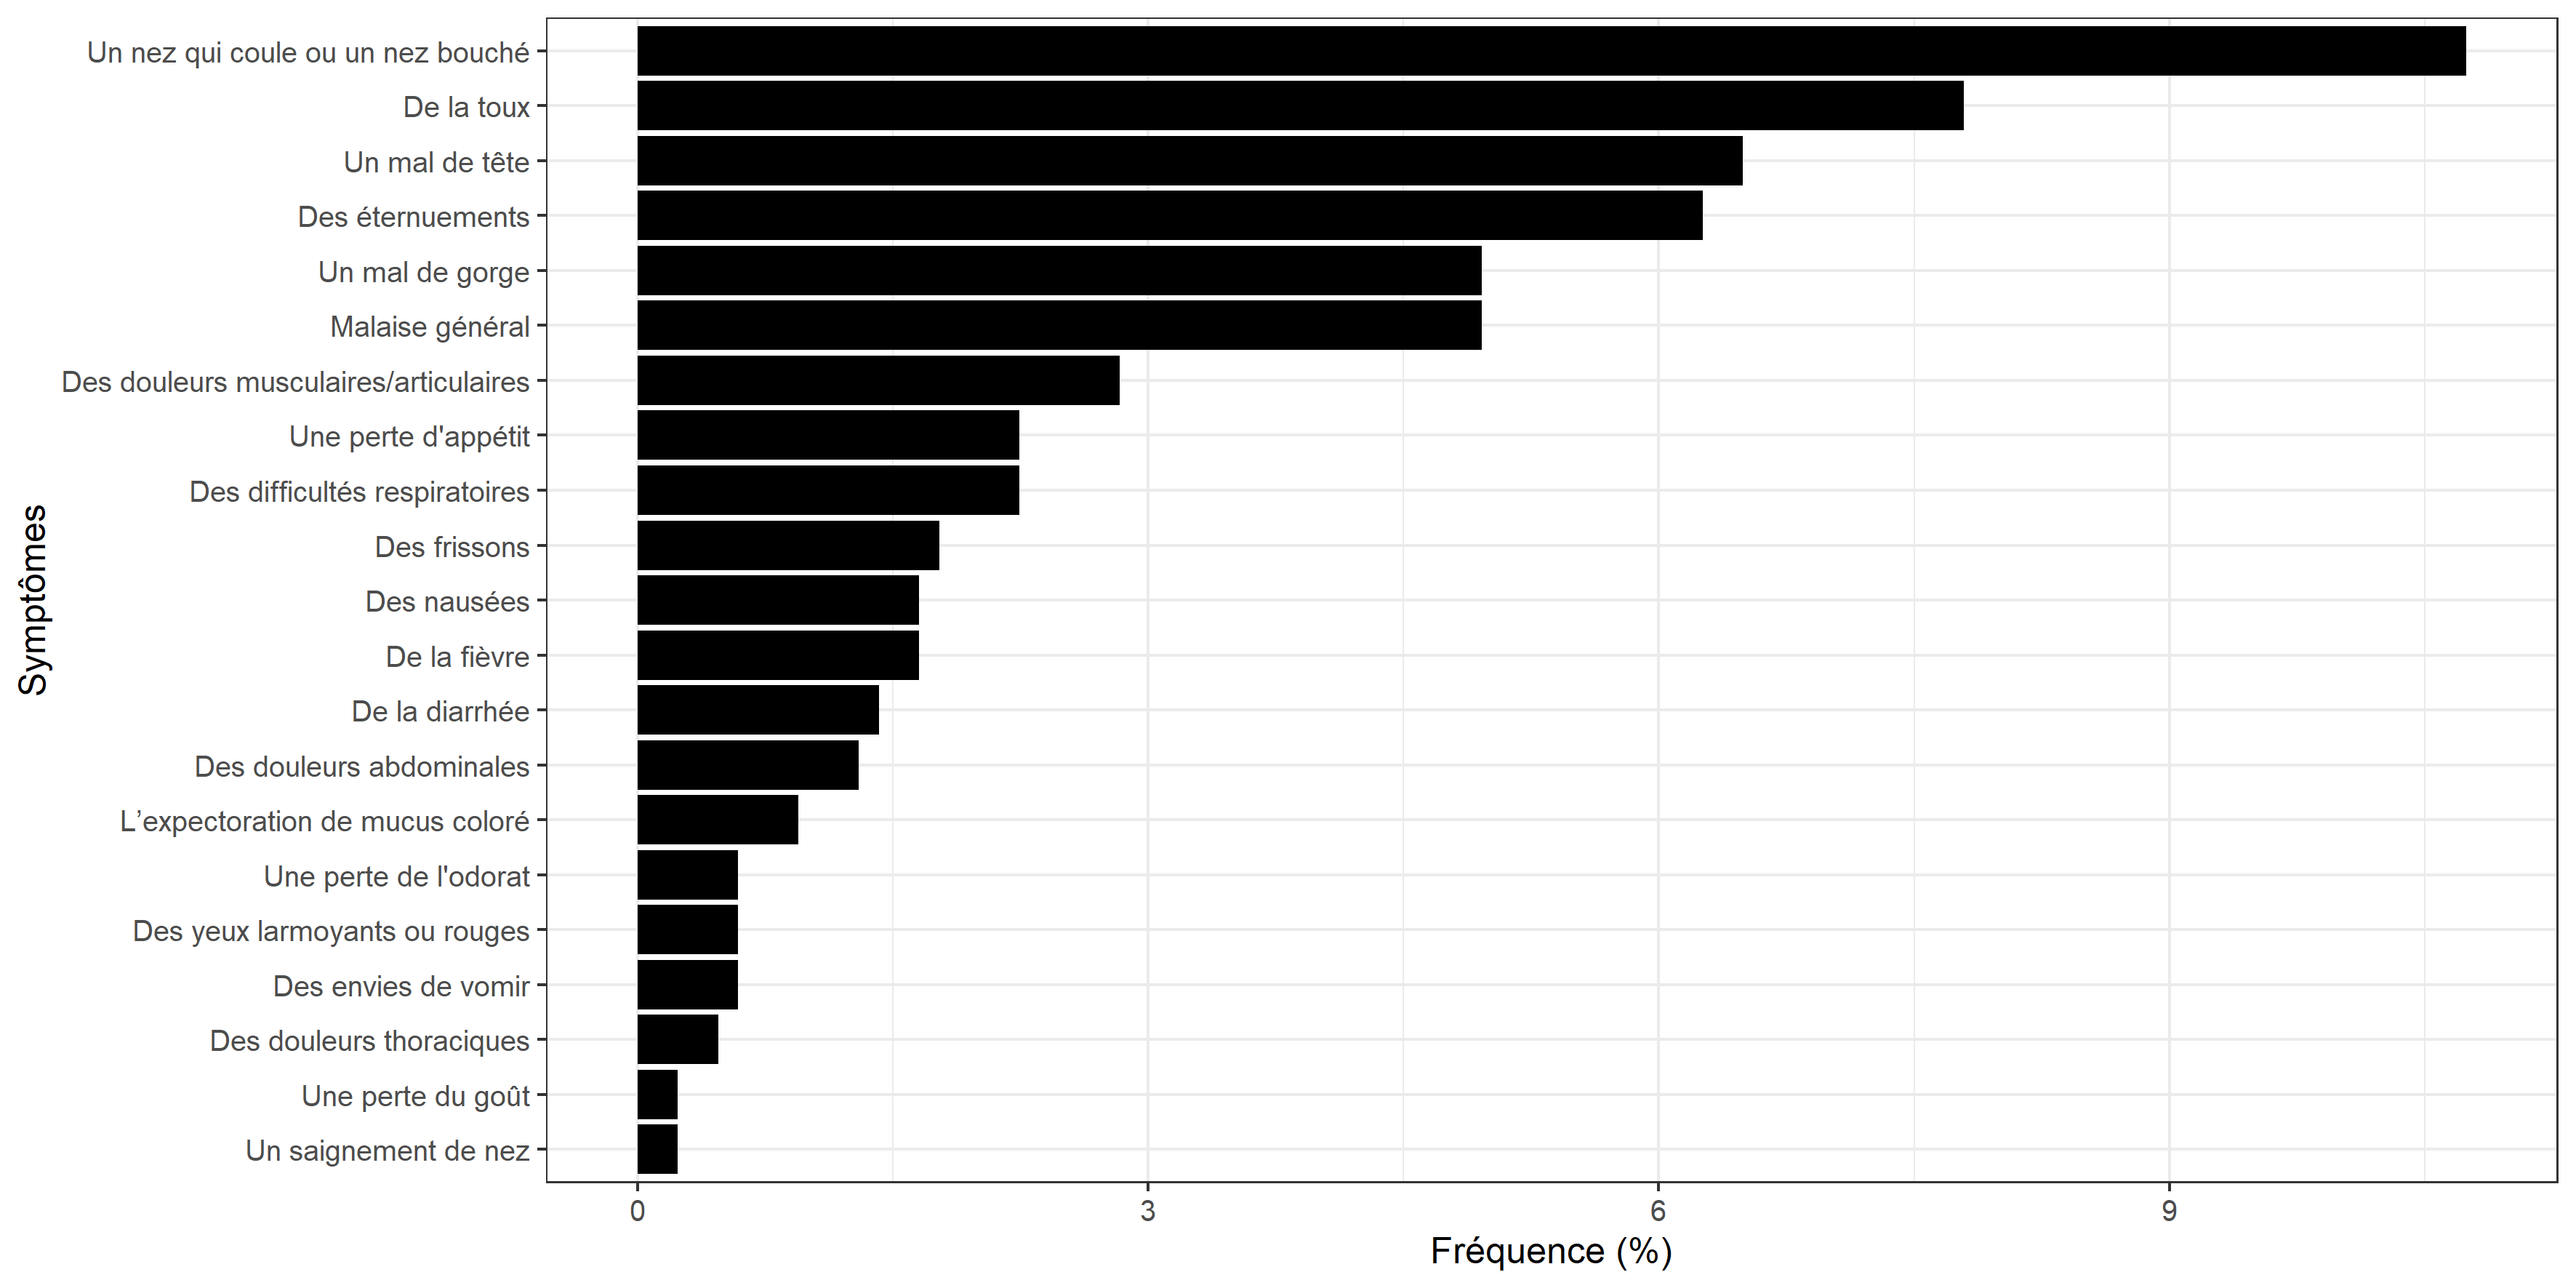 Un nez qui coule ou un nez bouché
De la toux
Un mal de tête
Des éternuements
Un mal de gorge
Malaise général
Des douleurs musculaires/articulaires
Une perte d'appétit
Des difficultés respiratoires
Des frissons
Des nausées
De la fièvre
De la diarrhée
Des douleurs abdominales
L’expectoration de mucus coloré
Une perte de l'odorat
Des yeux larmoyants ou rouges
Des envies de vomir
Des douleurs thoraciques
Une perte du goût
Un saignement de nez
Symptômes
0 3 6 9
Fréquence (%)